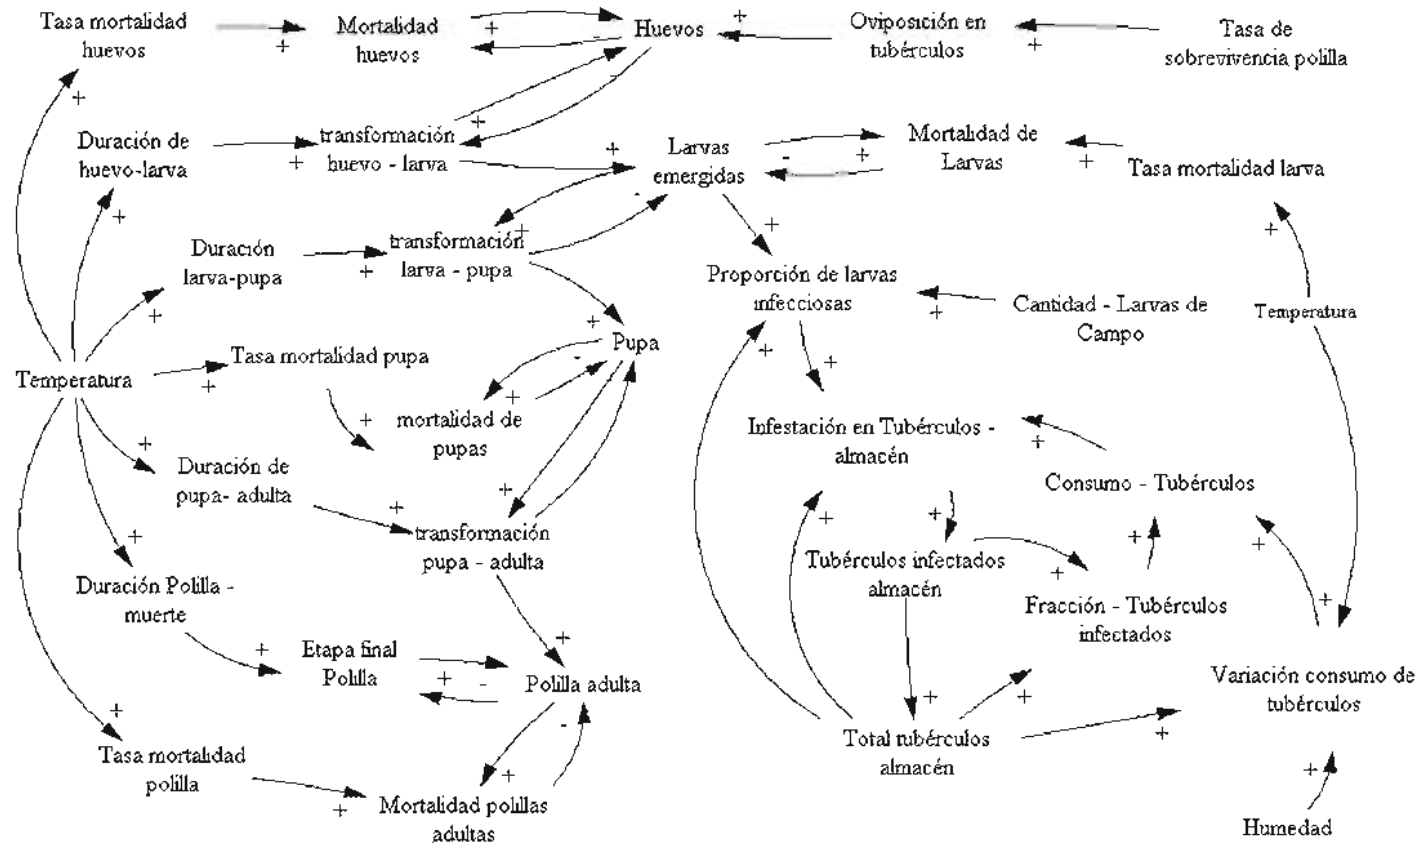 Tasa mortalidad
huevos
Mortalidad
huevos
Huevos
Oviposición en
tubérculos
Tasa de
sobrevivencia polilla
Duración de
huevo-larva
transformación
huevo - larva
Larvas
emergidas
Mortalidad de
Larvas
Tasa mortalidad larva
Duración
larva-pupa
transformación
larva - pupa
Proporción de larvas
infecciosas
Cantidad - Larvas de
Campo
Temperatura
Pupa
Tasa mortalidad pupa
Temperatura
mortalidad de
pupas
Infestación en Tubérculos -
almacén
Duración de
pupa- adulta
Consumo - Tubérculos
transformación
pupa - adulta
Tubérculos infectados
almacén
Duración Polilla -
muerte
Fracción - Tubérculos
infectados
Etapa final
Polilla
Polilla adulta
Variación consumo de
tubérculos
Tasa mortalidad
polilla
Total tubérculos
almacén
Mortalidad polillas
adultas
Humedad